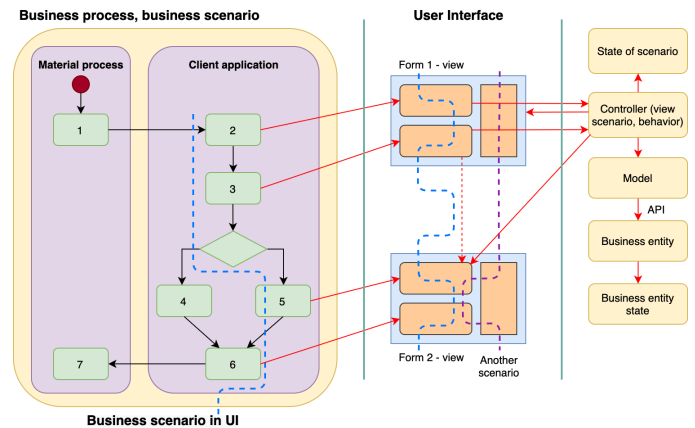 Business process, business scenario
User Interface
Material process
Client application
Form 1 - view
State of scenario
1
2
Controller (view
scenario, behavior)
3
Model
API
Business entity
4
5
Business entity
state
7
6
Form 2 - view
Another
scenario
Business scenario in UI